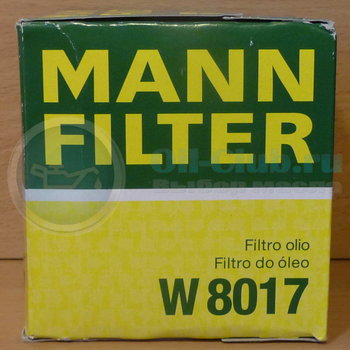 MANN
FILTER
Oil-Club.ru
Filtro olio
Filtro do óleo
W 8017